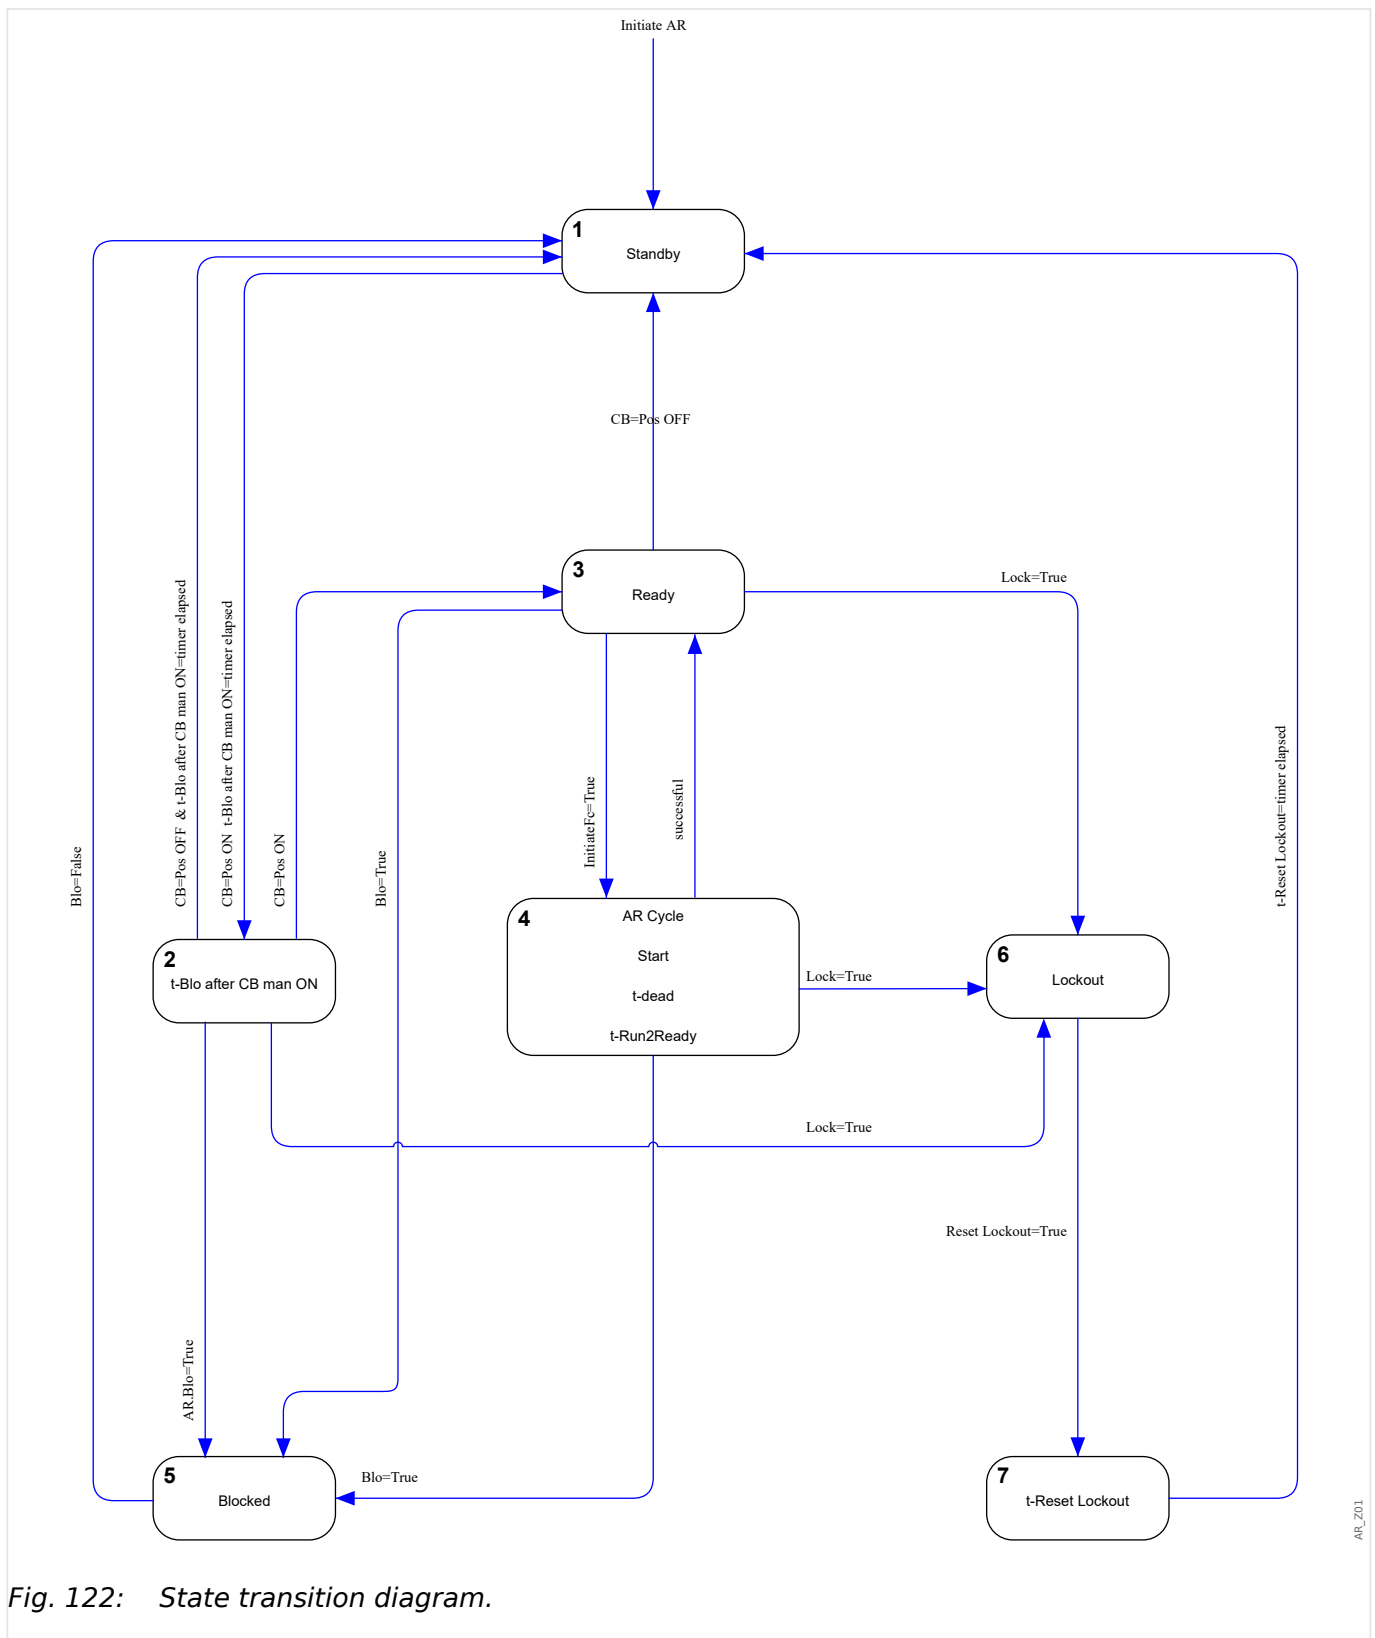 Initiate AR
1
Standby
CB=Pos OFF
3
Ready
Lock=True
CB=Pos OFF & t-Blo after CB man ON=timer elapsed
CB=Pos ON t-Blo after CB man ON=timer elapsed
CB=Pos ON
Blo=False
Blo=True
InitiateFc=True
successful
t-Reset Lockout=timer elapsed
2
t-Blo after CB man ON
4
AR Cycle
Start
t-dead
t-Run2Ready
Lock=True
6
Lockout
Lock=True
Reset Lockout=True
AR.Blo=True
5
Blocked
Blo=True
7
t-Reset Lockout
AR_Z01
Fig. 122: State transition diagram.